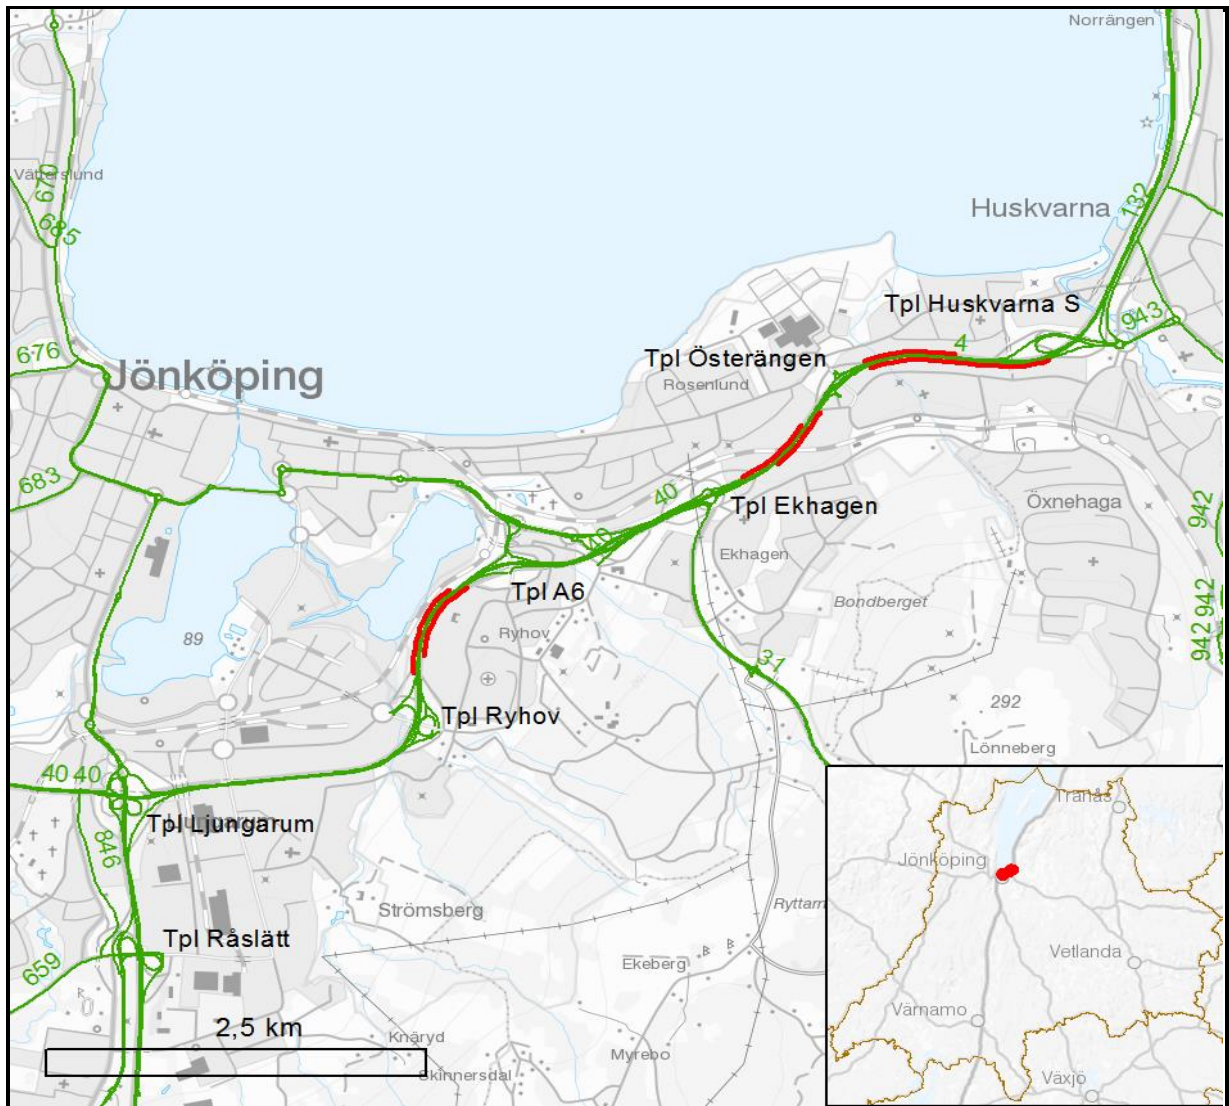 Norrängen
Vätterslund
670
685
132
Huskvarna
Tpl Huskvarna S
943
4
676
Jönköping
Tpl Österängen
Rosenlund
683
40
Tpl Ekhagen
Öxnehaga
942
Ekhagen
Tpl A6
Bondberget
942
942
89
Ryhov
31
292
Tpl Ryhov
Lönneberg
40 40
Tpl Ljungarum
846
Strömsberg
Ryttarn
Tpl Råslätt
659
Ekeberg
2,5 km
Knäryd
Myrebo
Skinnersdal
Tranås
Jönköping
Vetlanda
Värnamo
Växjö